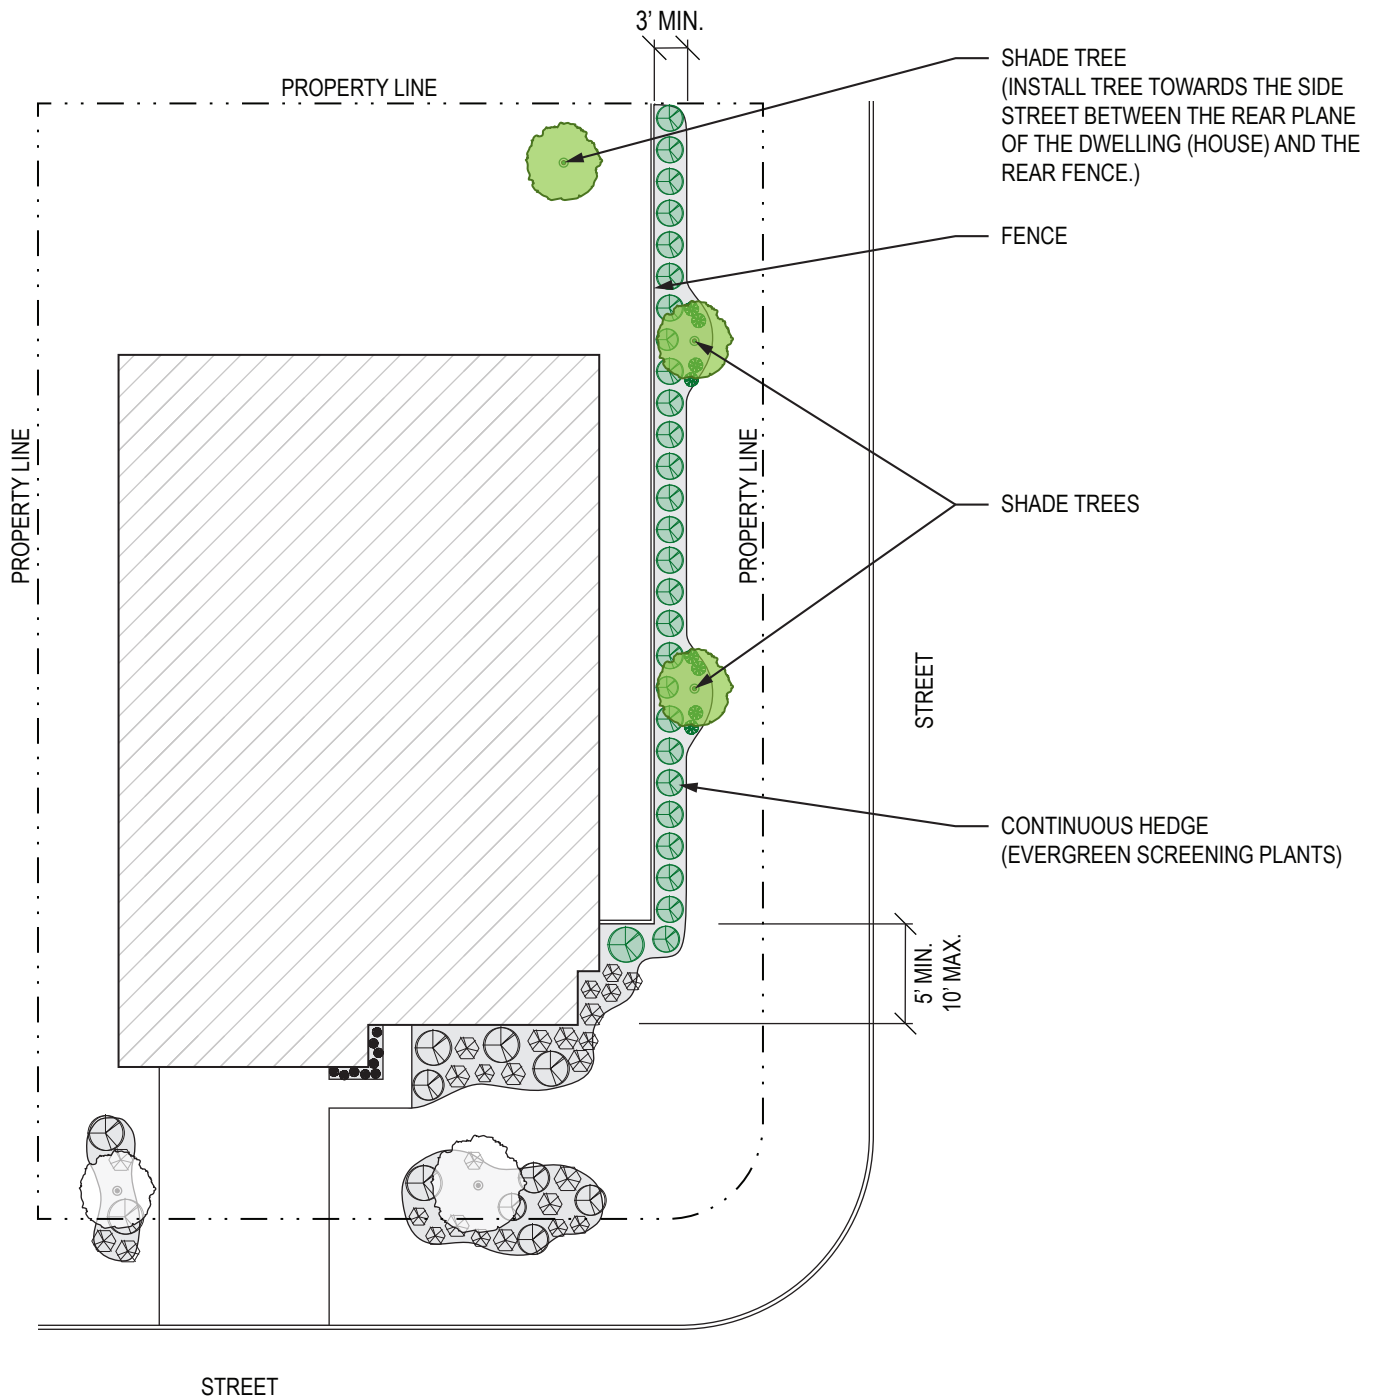 3’ MIN.
SHADE TREE
(INSTALL TREE TOWARDS THE SIDE
STREET BETWEEN THE REAR PLANE
OF THE DWELLING (HOUSE) AND THE
REAR FENCE.)
PROPERTY LINE
FENCE
PROPERTY LINE
PROPERTY LINE
SHADE TREES
STREET
CONTINUOUS HEDGE
(EVERGREEN SCREENING PLANTS)
5’ MIN.
10’ MAX.
STREET